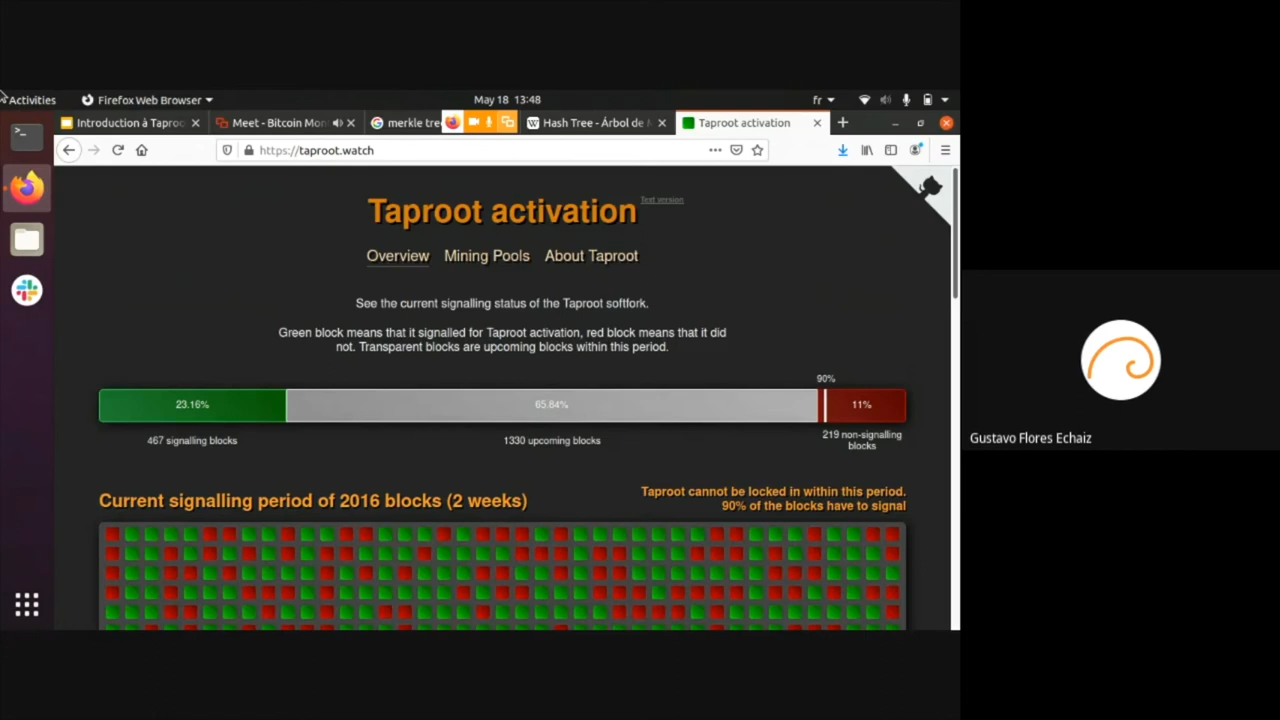 Activities
Firefox Web Browser
May 18 13:48
fr
Introduction à Taproo
Meet - Bitcoin Mon
merkle tre
Hash Tree - Árbol de M
Taproot activation
https://taproot.watch
Taproot activation
Text version
Overview
Mining Pools
About Taproot
See the current signalling status of the Taproot softfork.
Green block means that it signalled for Taproot activation, red block means that it did
not. Transparent blocks are upcoming blocks within this period.
90%
23.16%
65.84%
11%
467 signalling blocks
1330 upcoming blocks
219 non-signalling
blocks
Current signalling period of 2016 blocks (2 weeks)
Taproot cannot be locked in within this period.
90% of the blocks have to signal
Gustavo Flores Echaiz